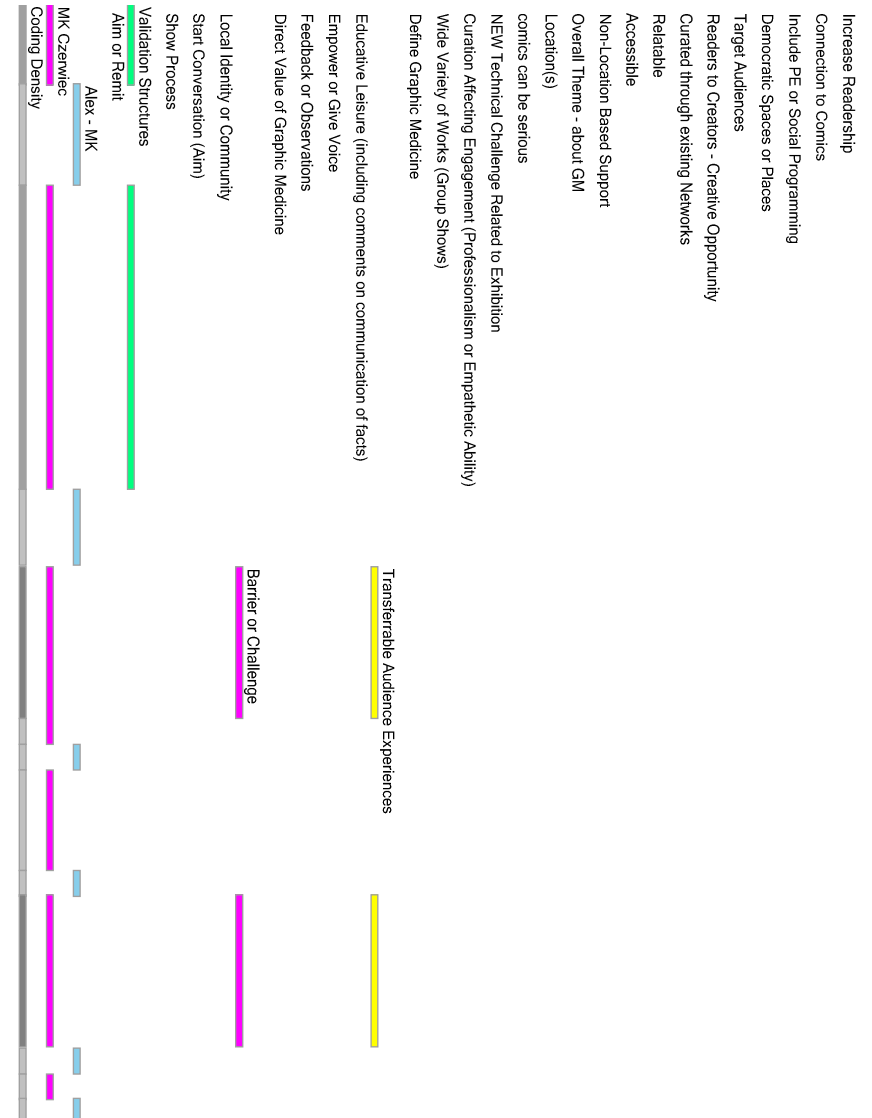 Increase Readership
Connection to Comics
Include PE or Social Programming
Democratic Spaces or Places
Target Audiences
Readers to Creators - Creative Opportunity
Curated through existing Networks
Relatable
Accessible
Non-Location Based Support
Overall Theme - about GM
Location(s)
comics can be serious
NEW Technical Challenge Related to Exhibition
Curation Affecting Engagement (Professionalism or Empathetic Ability)
Wide Variety of Works (Group Shows)
Define Graphic Medicine
Transferrable Audience Experiences
Educative Leisure (including comments on communication of facts)
Empower or Give Voice
Feedback or Observations
Direct Value of Graphic Medicine
Barrier or Challenge
Local Identity or Community
Start Conversation (Aim)
Show Process
Validation Structures
Aim or Remit
Alex - MK
MK Czerwiec
Coding Density